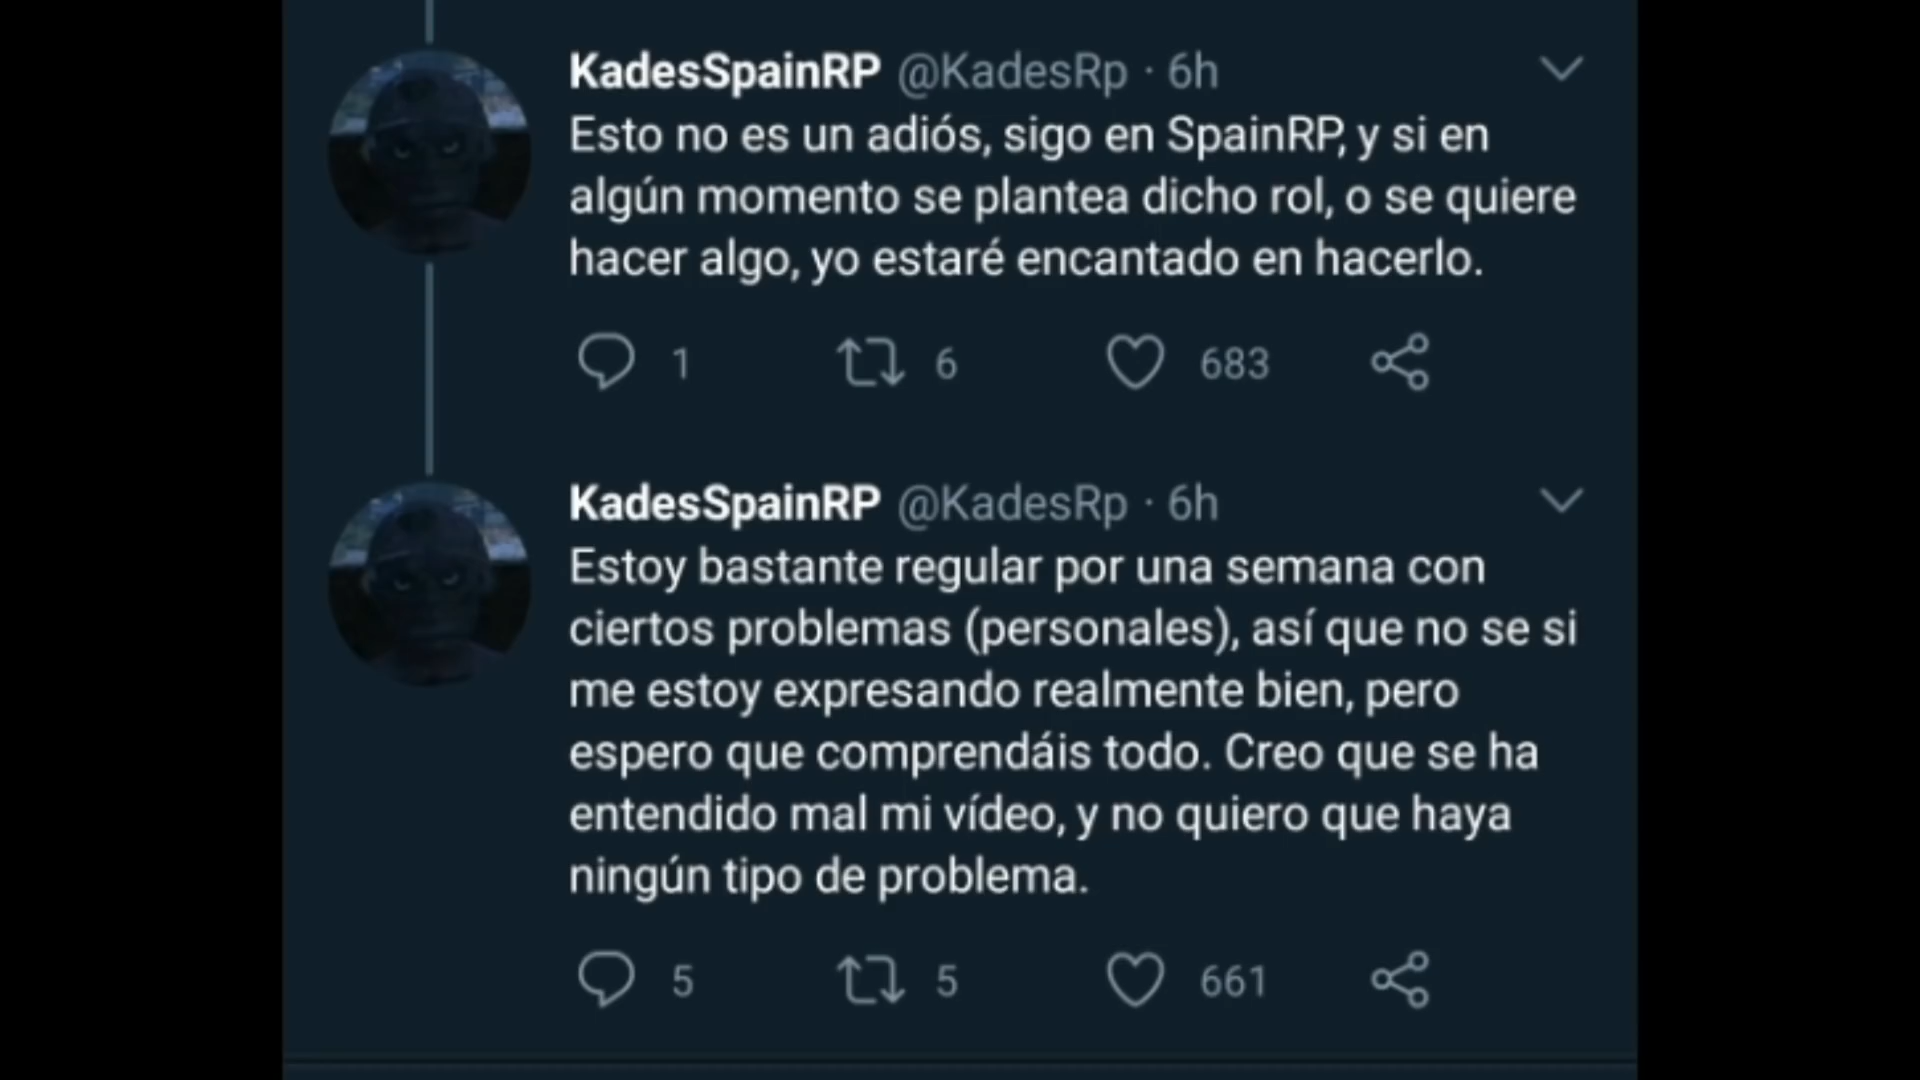 KadesSpainRP @KadesRp · 6h
Esto no es un adiós, sigo en SpainRP, y si en
algún momento se plantea dicho rol, o se quiere
hacer algo, yo estaré encantado en hacerlo.
1 6 683
KadesSpainRP @KadesRp · 6h
Estoy bastante regular por una semana con
ciertos problemas (personales), así que no se si
me estoy expresando realmente bien, pero
espero que comprendáis todo. Creo que se ha
entendido mal mi vídeo, y no quiero que haya
ningún tipo de problema.
5 5 661